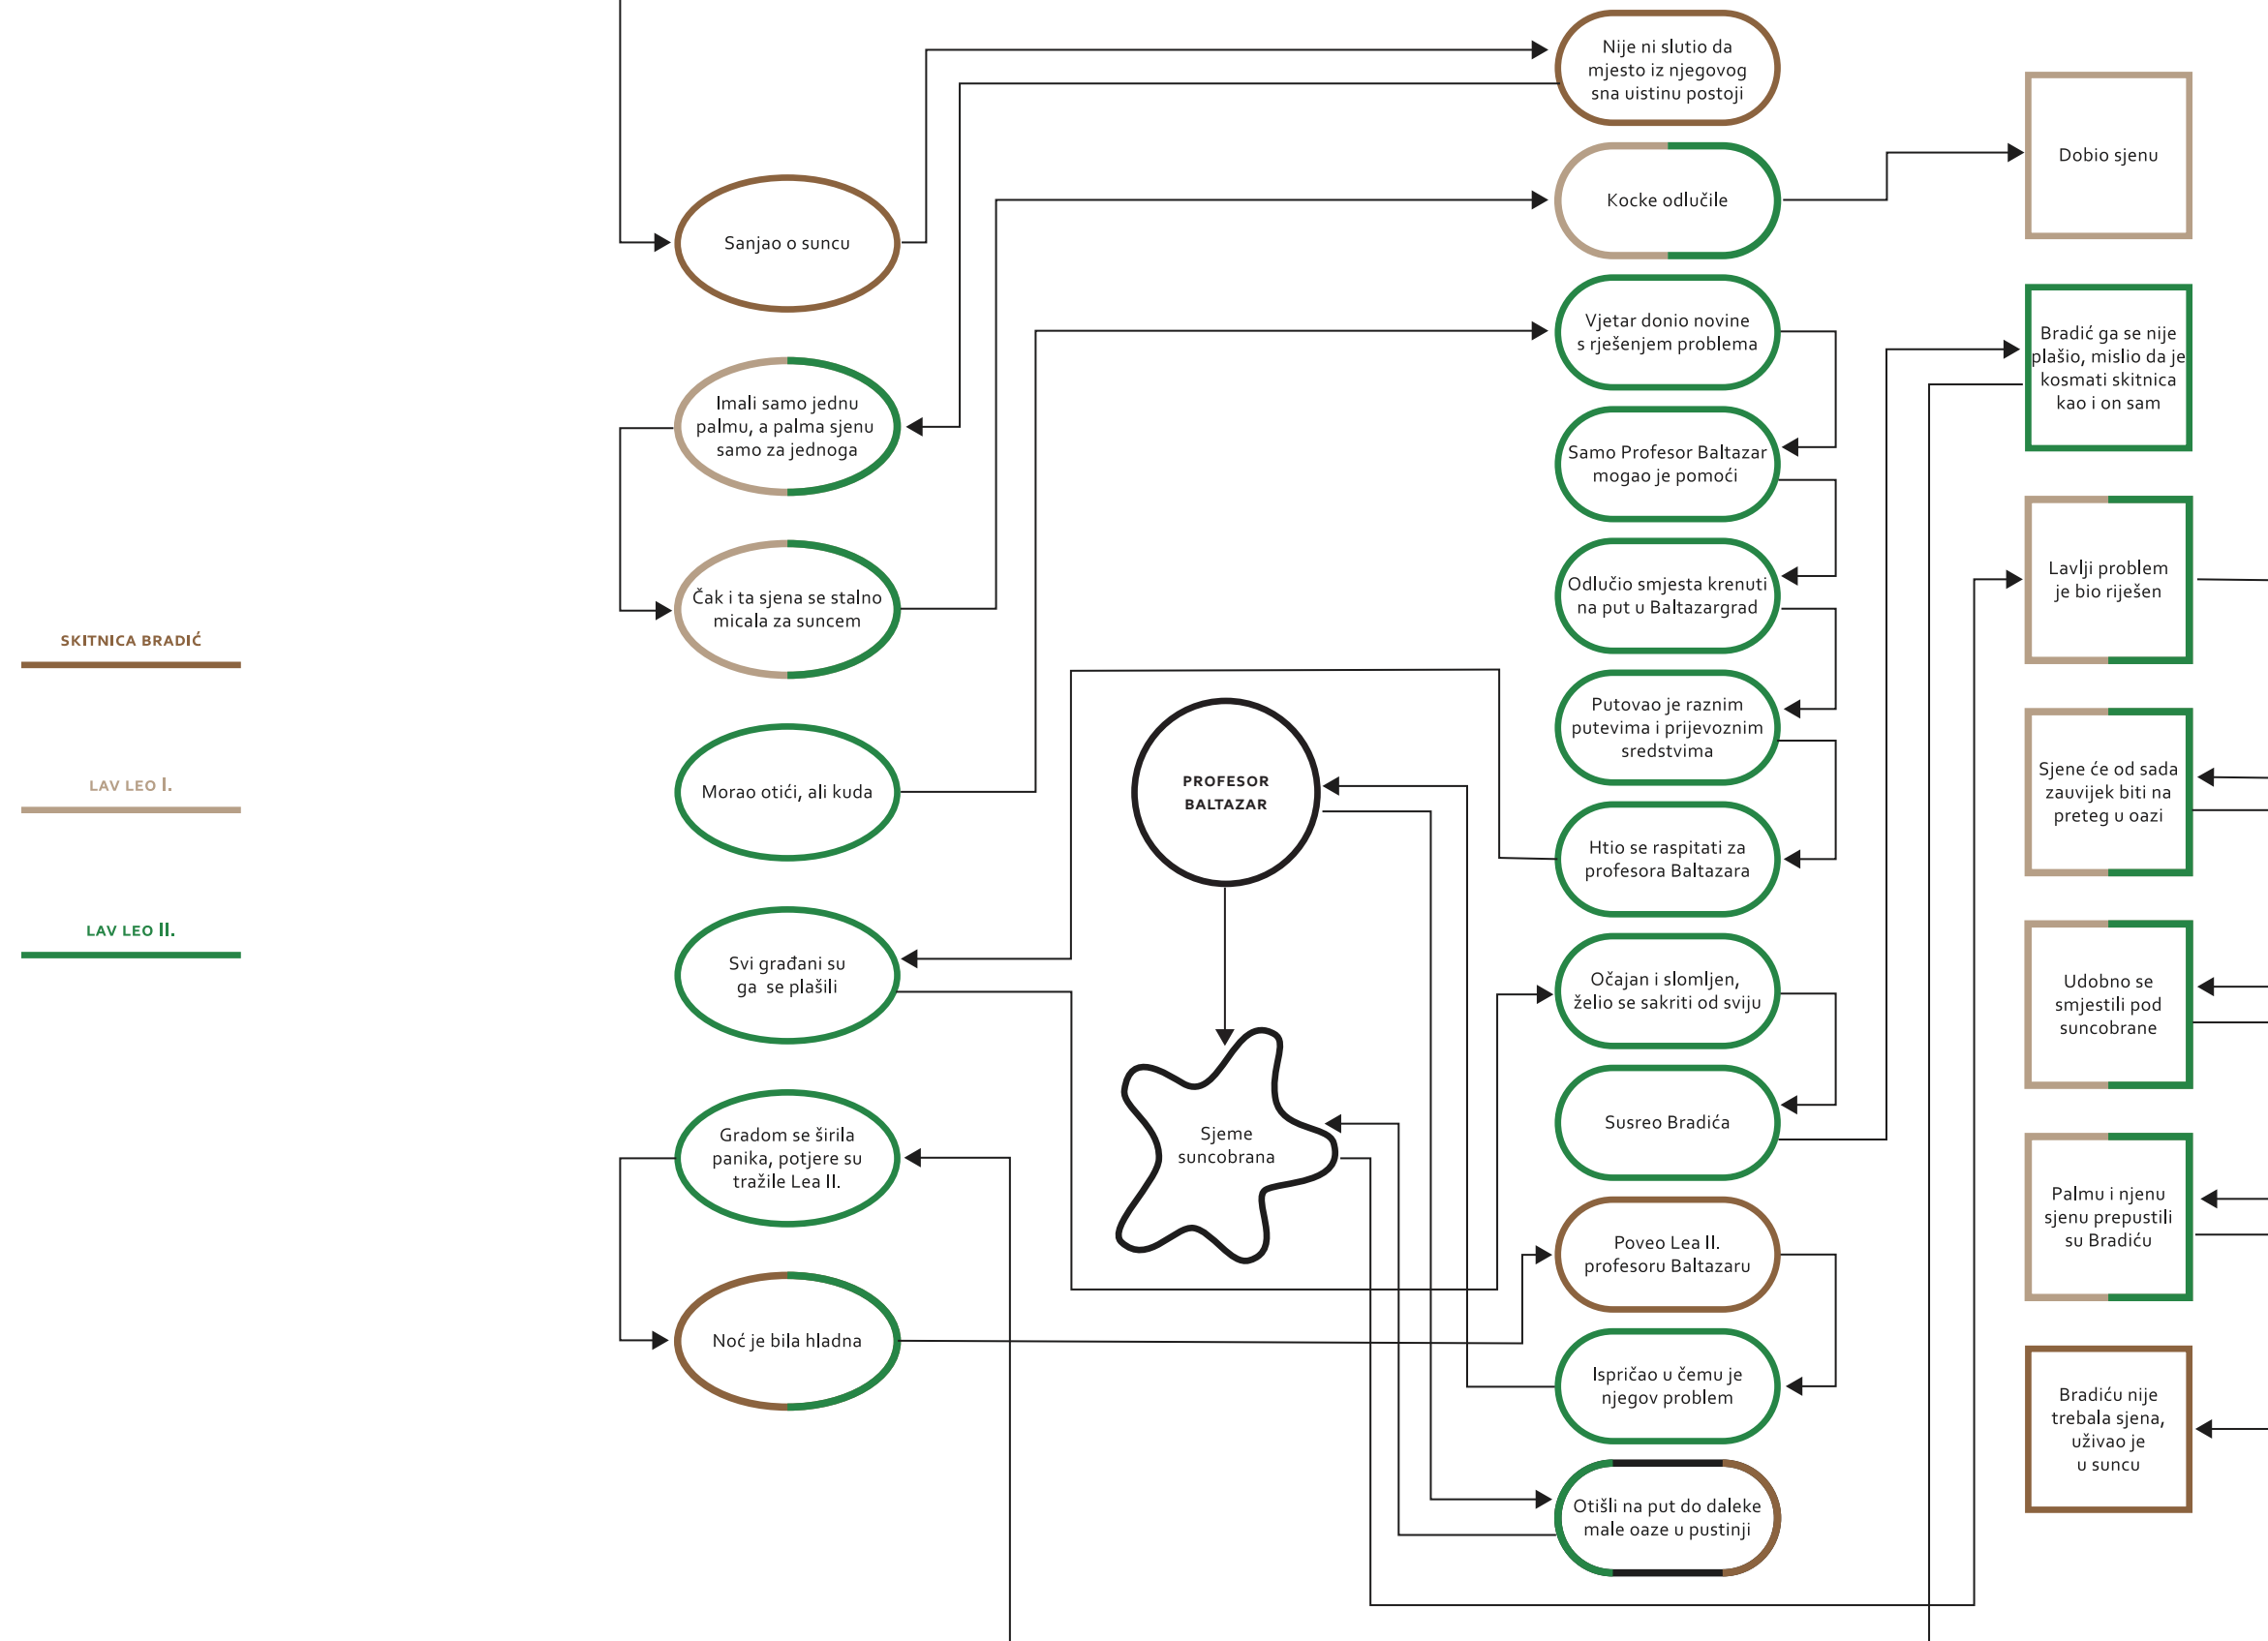 SKITNICA BRADIĆ
LAV LEO I.
LAV LEO II.
Sanjao o suncu
Imali samo jednu
palmu, a palma sjenu
samo za jednoga
Čak i ta sjena se stalno
micala za suncem
Morao otići, ali kuda
Svi građani su
ga se plašili
Gradom se širila
panika, potjere su
tražile Lea II.
Noć je bila hladna
PROFESOR
BALTAZAR
Sjeme
suncobrana
Nije ni slutio da
mjesto iz njegovog
sna uistinu postoji
Kocke odlučile
Vjetar donio novine
s rješenjem problema
Samo Profesor Baltazar
mogao je pomoći
Odlučio smjesta krenuti
na put u Baltazargrad
Putovao je raznim
putevima i prijevoznim
sredstvima
Htio se raspitati za
profesora Baltazara
Očajan i slomljen,
želio se sakriti od sviju
Susreo Bradića
Poveo Lea II.
profesoru Baltazaru
Ispričao u čemu je
njegov problem
Otišli na put do daleke
male oaze u pustinji
Dobio sjenu
Bradić ga se nije
plašio, mislio da je
kosmati skitnica
kao i on sam
Lavlji problem
je bio riješen
Sjene će od sada
zauvijek biti na
preteg u oazi
Udobno se
smjestili pod
suncobrane
Palmu i njenu
sjenu prepustili
su Bradiću
Bradiću nije
trebala sjena,
uživao je
u suncu